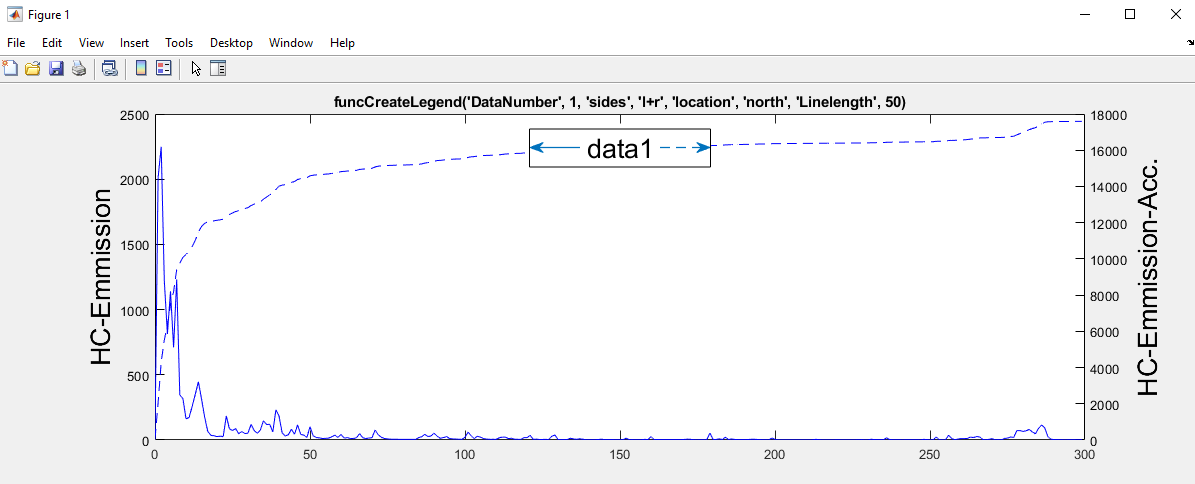 Figure 1
File Edit View Insert Tools Desktop Window Help
funcCreateLegend('DataNumber', 1, 'sides', 'l+r', 'location', 'north', 'Linelength', 50)
data1
HC-Emmission
2500
2000
1500
1000
500
0
HC-Emmission-Acc.
18000
16000
14000
12000
10000
8000
6000
4000
2000
0
0 50 100 150 200 250 300